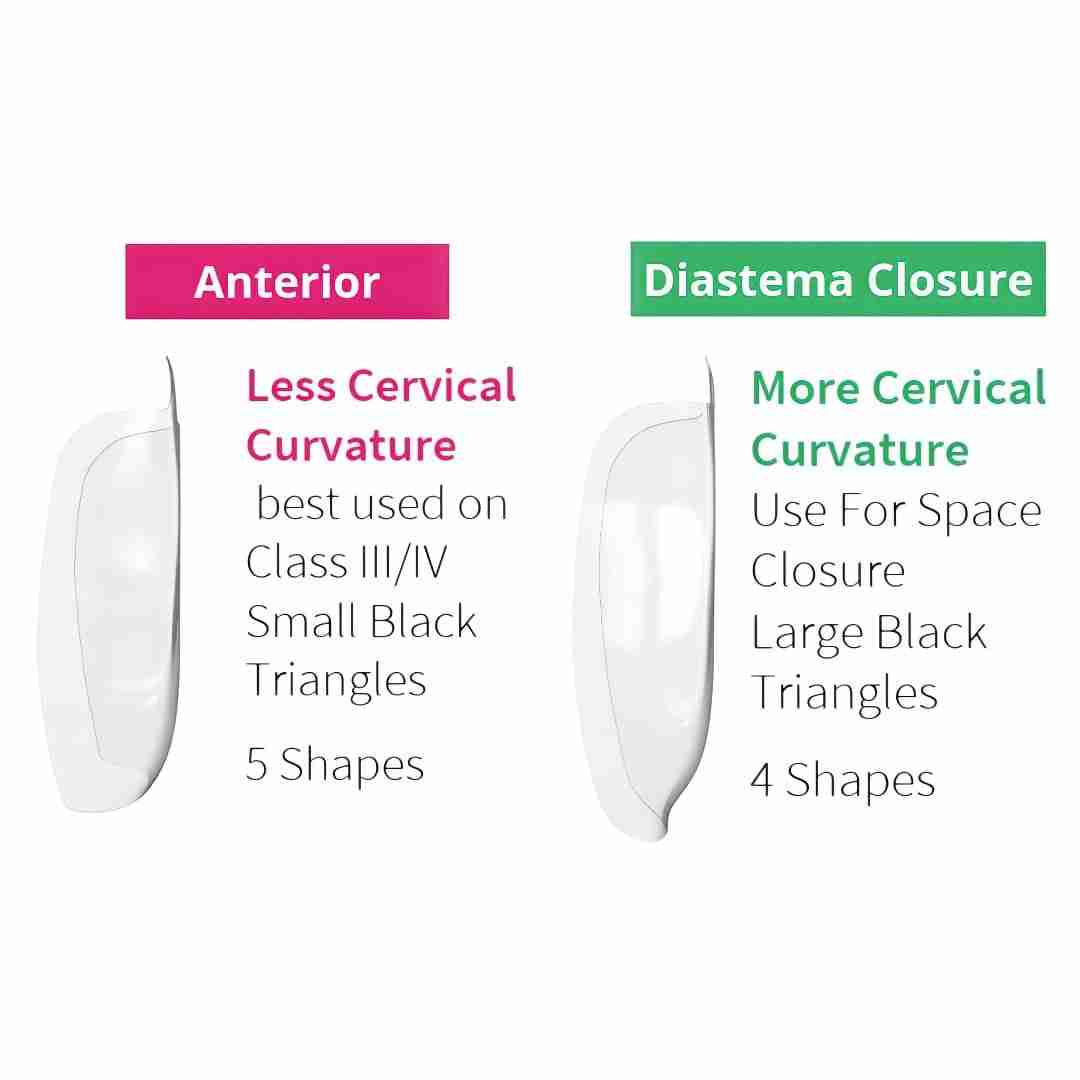 Anterior
Less Cervical
Curvature
best used on
Class III/IV
Small Black
Triangles
5 Shapes
Diastema Closure
More Cervical
Curvature
Use For Space
Closure
Large Black
Triangles
4 Shapes